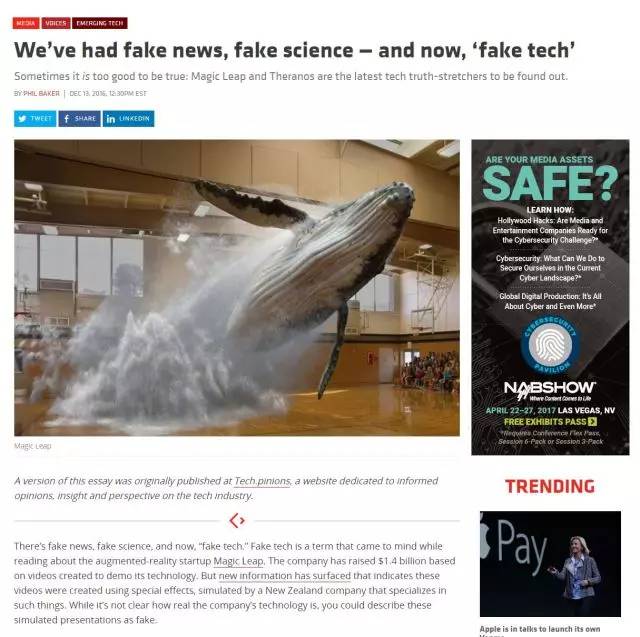 MEDIA VOICES EMERGING TECH
We've had fake news, fake science – and now, 'fake tech'
Sometimes it is too good to be true: Magic Leap and Theranos are the latest tech truth-stretchers to be found out.
BY PHIL BAKER | DEC 13, 2016, 12:30PM EST
TWEET SHARE LINKEDIN
Magic Leap
A version of this essay was originally published at Tech.pinions, a website dedicated to informed
opinions, insight and perspective on the tech industry.
There's fake news, fake science, and now, "fake tech." Fake tech is a term that came to mind while
reading about the augmented-reality startup Magic Leap. The company has raised $1.4 billion based
on videos created to demo its technology. But new information has surfaced that indicates these
videos were created using special effects, simulated by a New Zealand company that specializes in
such things. While it's not clear how real the company's technology is, you could describe these
simulated presentations as fake.
ARE YOUR MEDIA ASSETS
SAFE?
LEARN HOW:
Hollywood Hacks: Are Media and
Entertainment Companies Ready for
the Cybersecurity Challenge?*
Cybersecurity: What Can We Do to
Secure Ourselves in the Current
Cyber Landscape?*
Global Digital Production: It's All
About Cyber and Even More*
CYBERSECURITY
PAVILION
NABSHOW
Where Content Comes to Life
APRIL 22–27, 2017 LAS VEGAS, NV
FREE EXHIBITS PASS
*Requires Conference Flex Pass,
Session 6-Pack or Session 3-Pack
TRENDING
Pay
Apple is in talks to launch its own